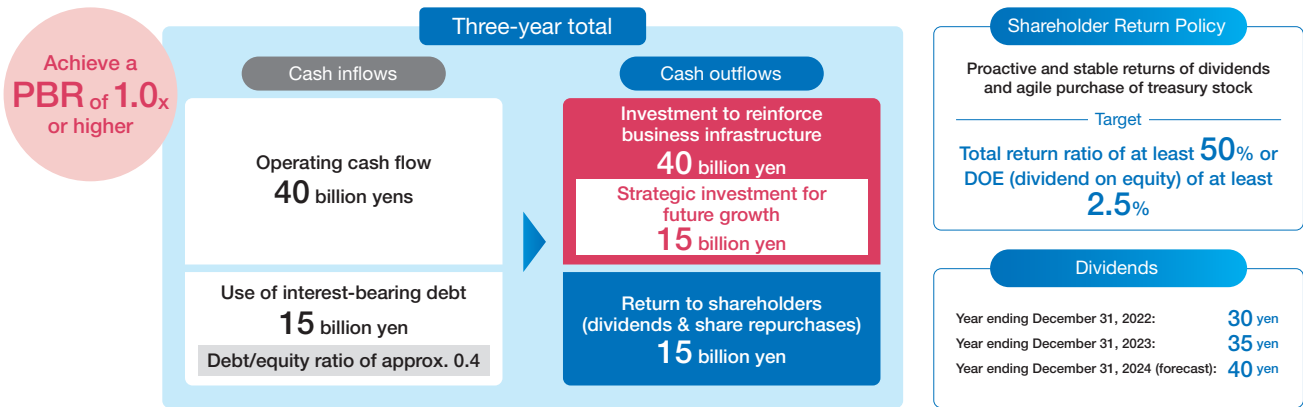 Achieve a
PBR of 1.0x
or higher
Three-year total
Cash inflows
Operating cash flow
40 billion yens
Use of interest-bearing debt
15 billion yen
Debt/equity ratio of approx. 0.4
Cash outflows
Investment to reinforce
business infrastructure
40 billion yen
Strategic investment for
future growth
15 billion yen
Return to shareholders
(dividends & share repurchases)
15 billion yen
Shareholder Return Policy
Proactive and stable returns of dividends
and agile purchase of treasury stock
Target
Total return ratio of at least 50% or
DOE (dividend on equity) of at least
2.5%
Dividends
Year ending December 31, 2022: 30 yen
Year ending December 31, 2023: 35 yen
Year ending December 31, 2024 (forecast): 40 yen